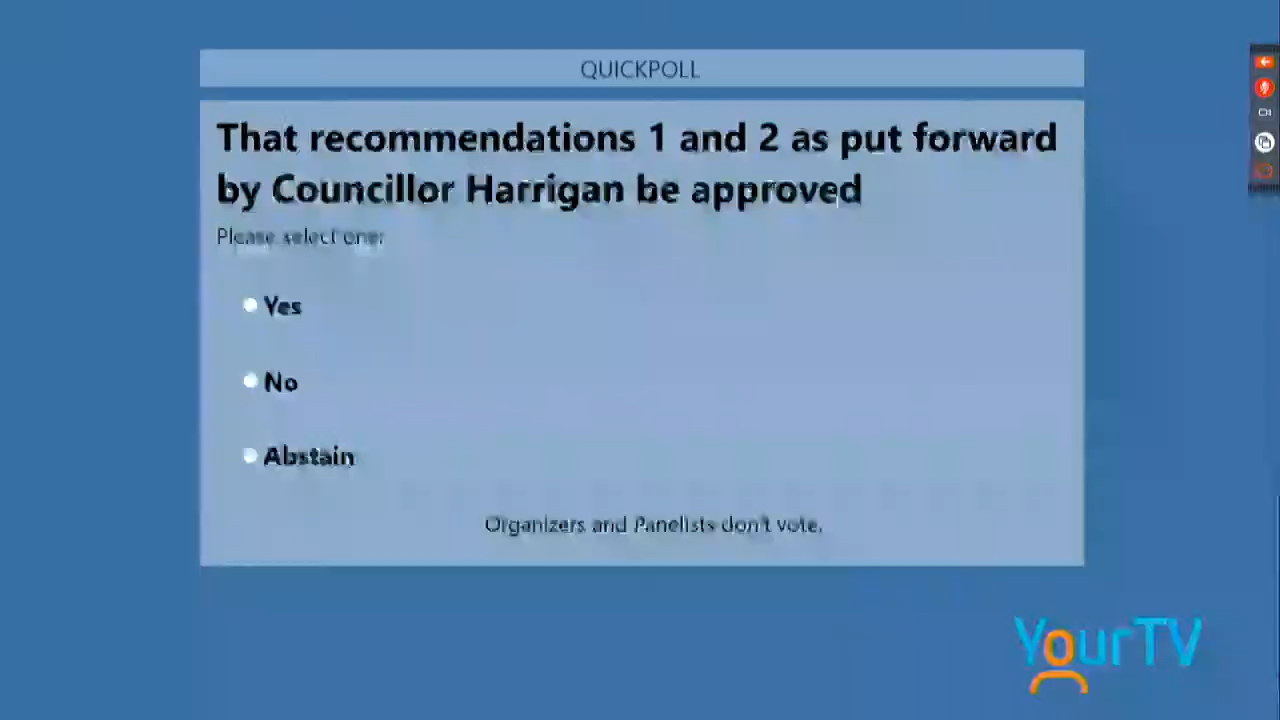 QUICKPOLL
That recommendations 1 and 2 as put forward
by Councillor Harrigan be approved
Please select one:
Yes
No
Abstain
Organizers and Panelists don't vote.
YourTV